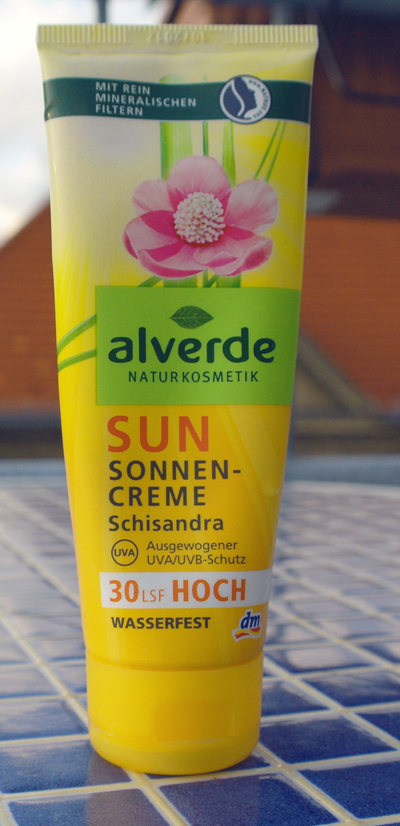 MIT REIN
MINERALISCHEN
FILTERN
alverde
NATURKOSMETIK
SUN
SONNEN-
CREME
Schisandra
UVA
Ausgewogener
UVA/UVB-Schutz
30 LSF HOCH
WASSERFEST
dm